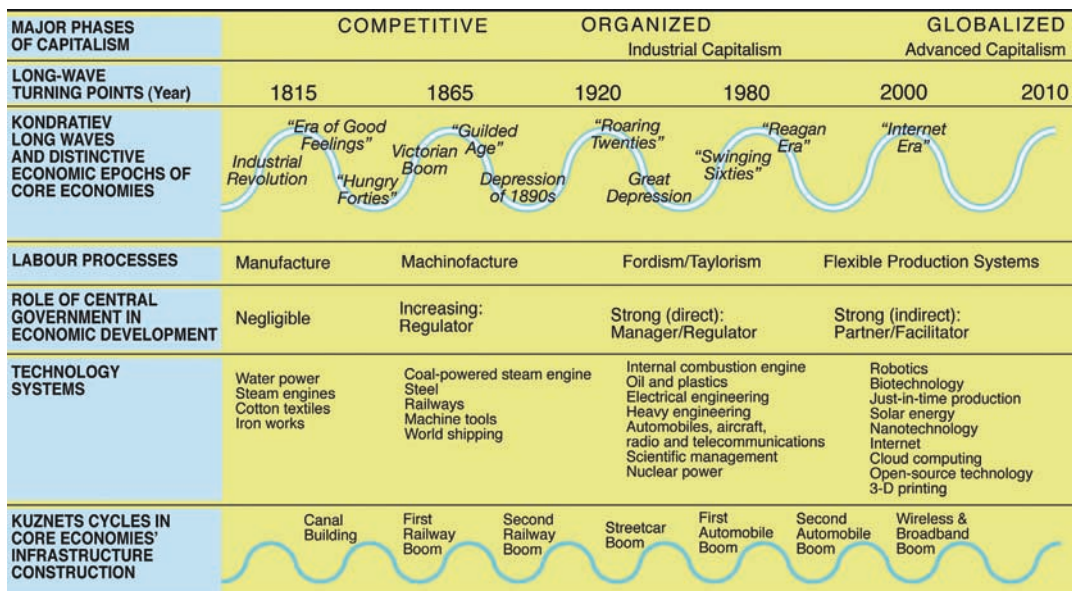 MAJOR PHASES
OF CAPITALISM
COMPETITIVE
ORGANIZED
Industrial Capitalism
GLOBALIZED
Advanced Capitalism
LONG-WAVE
TURNING POINTS (Year)
1815
1865
1920
1980
2000
2010
KONDRATIEV
LONG WAVES
AND DISTINCTIVE
ECONOMIC EPOCHS OF
CORE ECONOMIES
Industrial
Revolution
“Era of Good
Feelings”
“Hungry
Forties”
Victorian
Boom
“Guilded
Age”
Depression
of 1890s
“Roaring
Twenties”
Great
Depression
“Swinging
Sixties”
“Reagan
Era”
“Internet
Era”
LABOUR PROCESSES
Manufacture
Machinofacture
Fordism/Taylorism
Flexible Production Systems
ROLE OF CENTRAL
GOVERNMENT IN
ECONOMIC DEVELOPMENT
Negligible
Increasing:
Regulator
Strong (direct):
Manager/Regulator
Strong (indirect):
Partner/Facilitator
TECHNOLOGY
SYSTEMS
Water power
Steam engines
Cotton textiles
Iron works
Coal-powered steam engine
Steel
Railways
Machine tools
World shipping
Internal combustion engine
Oil and plastics
Electrical engineering
Heavy engineering
Automobiles, aircraft,
radio and telecommunications
Scientific management
Nuclear power
Robotics
Biotechnology
Just-in-time production
Solar energy
Nanotechnology
Internet
Cloud computing
Open-source technology
3-D printing
KUZNETS CYCLES IN
CORE ECONOMIES’
INFRASTRUCTURE
CONSTRUCTION
Canal
Building
First
Railway
Boom
Second
Railway
Boom
Streetcar
Boom
First
Automobile
Boom
Second
Automobile
Boom
Wireless &
Broadband
Boom